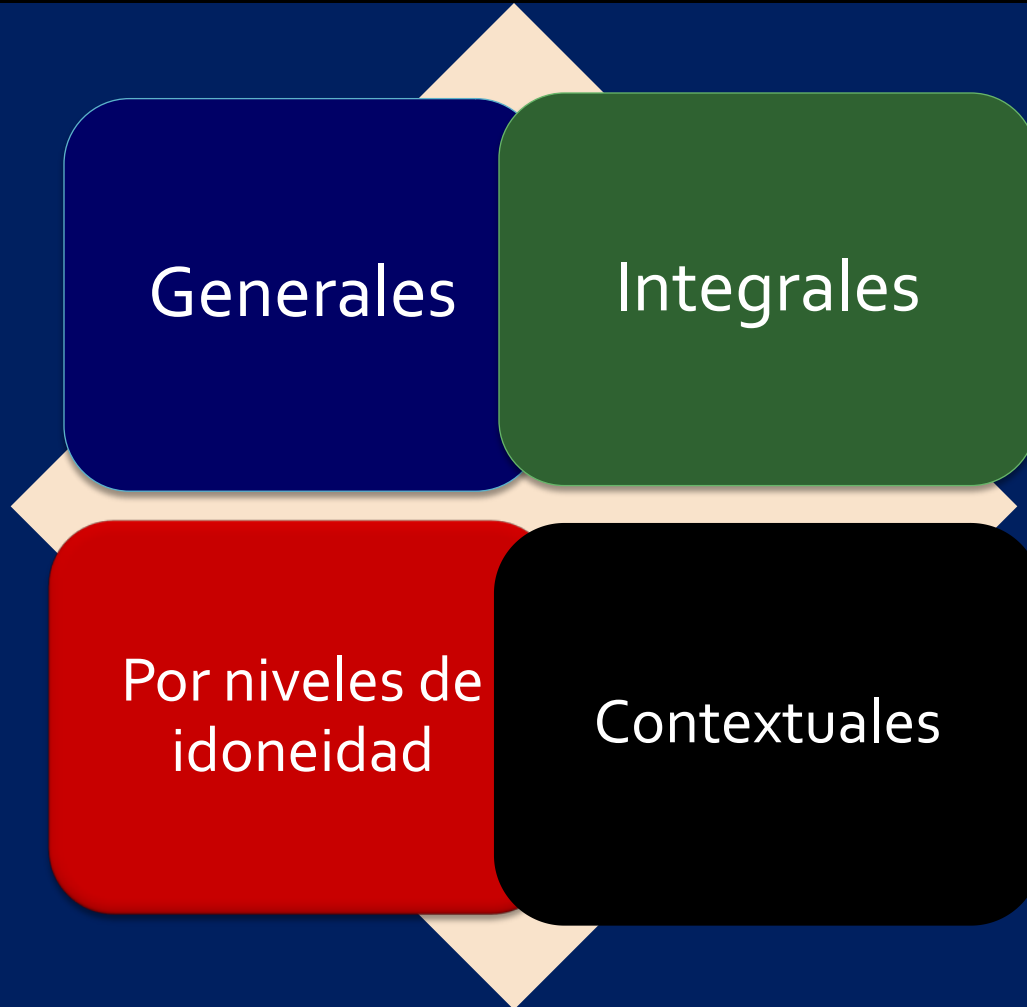 Generales
Integrales
Por niveles de
idoneidad
Contextuales